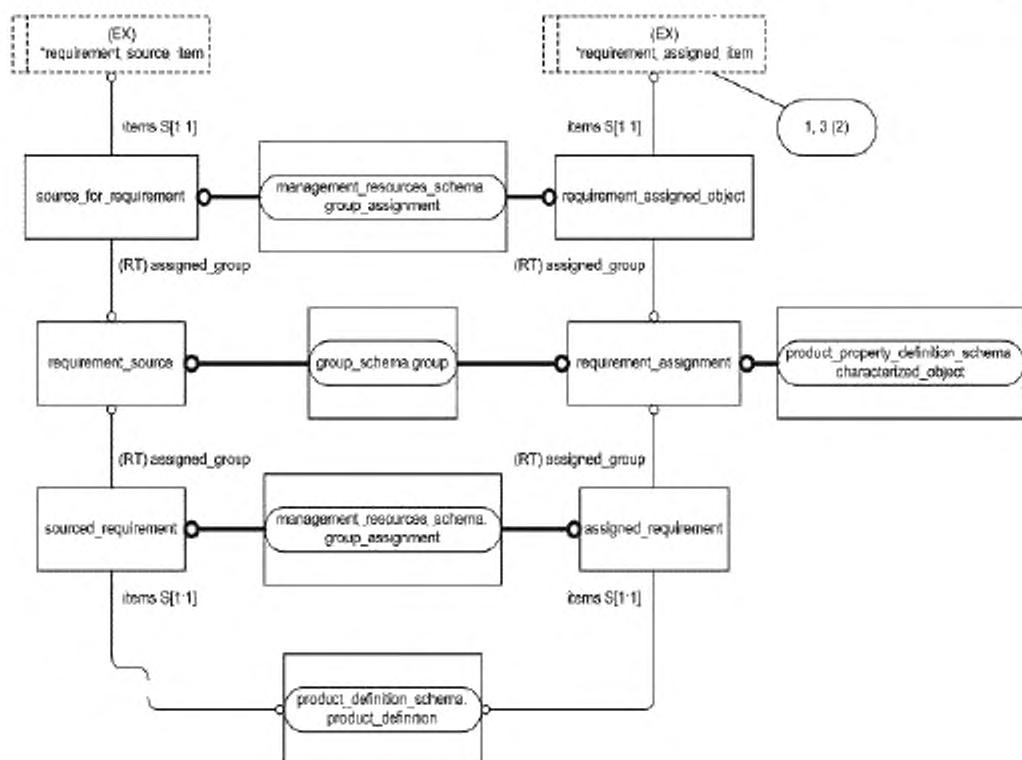 (EX)
*requirement_source_item
(EX)
*requirement_assigned_item
items S[1:1]
items S[1:1]
1, 3 (2)
source_for_requirement
management_resources_schema.
group_assignment
requirement_assigned_object
(RT) assigned_group
(RT) assigned_group
requirement_source
group_schema.group
requirement_assignment
product_property_definition_schema.
characterized_object
(RT) assigned_group
(RT) assigned_group
sourced_requirement
management_resources_schema.
group_assignment
assigned_requirement
items S[1:1]
items S[1:1]
product_definition_schema.
product_definition